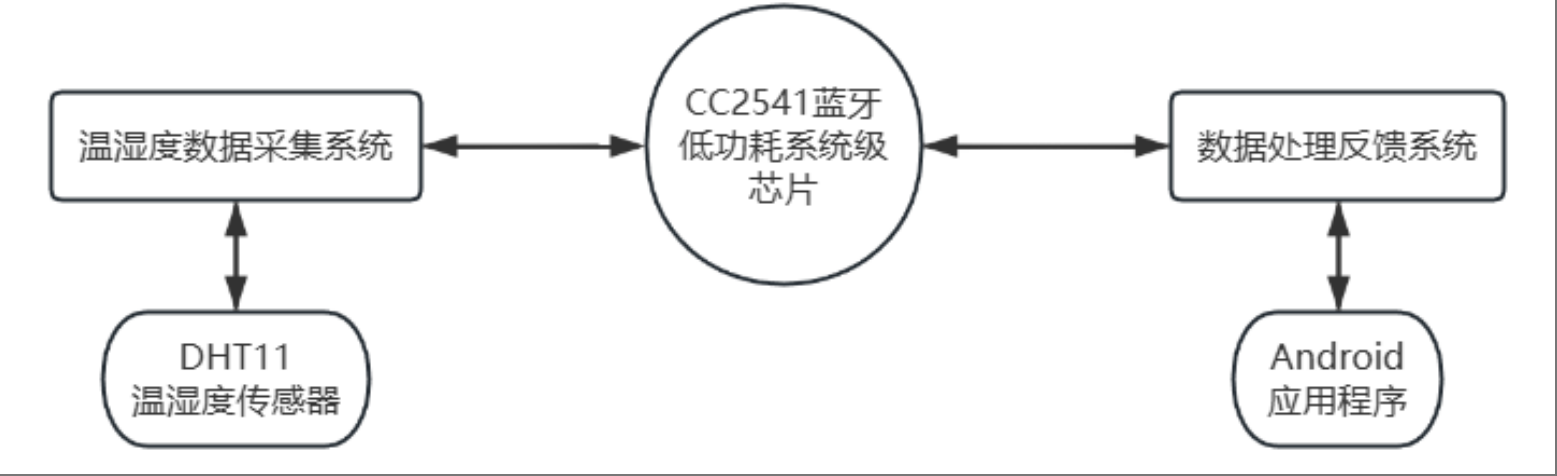 温湿度数据采集系统
CC2541蓝牙
低功耗系统级
芯片
数据处理反馈系统
DHT11
温湿度传感器
Android
应用程序